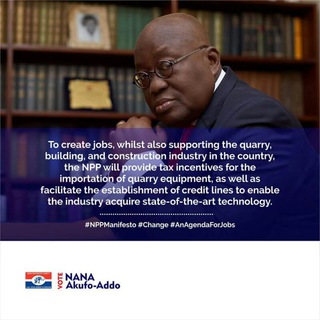 To create jobs, whilst also supporting the quarry,
building, and construction industry in the country,
the NPP will provide tax incentives for the
importation of quarry equipment, as well as
facilitate the establishment of credit lines to enable
the industry acquire state-of-the-art technology.
#NPPManifesto #Change #AnAgendaForJobs
VOTE
NANA
Akufo-Addo